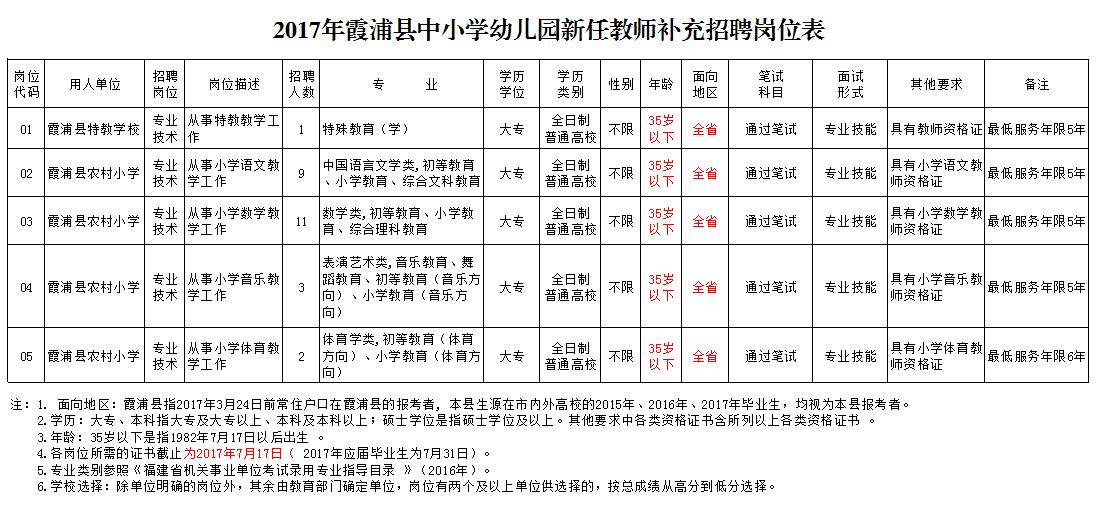 2017年霞浦县中小学幼儿园新任教师补充招聘岗位表
岗位代码 用人单位 招聘岗位 岗位描述 招聘人数 专 业 学历学位 学历类别 性别 年龄 面向地区 笔试科目 面试形式 其他要求 备注
01 霞浦县特教学校 专业技术 从事特教教学工作 1 特殊教育（学） 大专 全日制普通高校 不限 35岁以下 全省 通过笔试 专业技能 具有教师资格证 最低服务年限5年
02 霞浦县农村小学 专业技术 从事小学语文教学工作 9 中国语言文学类,初等教育、小学教育、综合文科教育 大专 全日制普通高校 不限 35岁以下 全省 通过笔试 专业技能 具有小学语文教师资格证 最低服务年限5年
03 霞浦县农村小学 专业技术 从事小学数学教学工作 11 数学类,初等教育、小学教育、综合理科教育 大专 全日制普通高校 不限 35岁以下 全省 通过笔试 专业技能 具有小学数学教师资格证 最低服务年限5年
04 霞浦县农村小学 专业技术 从事小学音乐教学工作 3 表演艺术类,音乐教育、舞蹈教育、初等教育（音乐方向）、小学教育（音乐方向） 大专 全日制普通高校 不限 35岁以下 全省 通过笔试 专业技能 具有小学音乐教师资格证 最低服务年限5年
05 霞浦县农村小学 专业技术 从事小学体育教学工作 2 体育学类,初等教育（体育方向）、小学教育（体育方向） 大专 全日制普通高校 不限 35岁以下 全省 通过笔试 专业技能 具有小学体育教师资格证 最低服务年限6年
注：1. 面向地区：霞浦县指2017年3月24日前常住户口在霞浦县的报考者, 本县生源在市内外高校的2015年、2016年、2017年毕业生，均视为本县报考者。
2.学历：大专、本科指大专及大专以上、本科及本科以上；硕士学位是指硕士学位及以上。其他要求中各类资格证书含所列以上各类资格证书 。
3.年龄：35岁以下是指1982年7月17日以后出生 。
4.各岗位所需的证书截止为2017年7月17日（ 2017年应届毕业生为7月31日）。
5.专业类别参照《福建省机关事业单位考试录用专业指导目录 》（2016年）。
6.学校选择：除单位明确的岗位外，其余由教育部门确定单位，岗位有两个及以上单位供选择的，按总成绩从高分到低分选择。